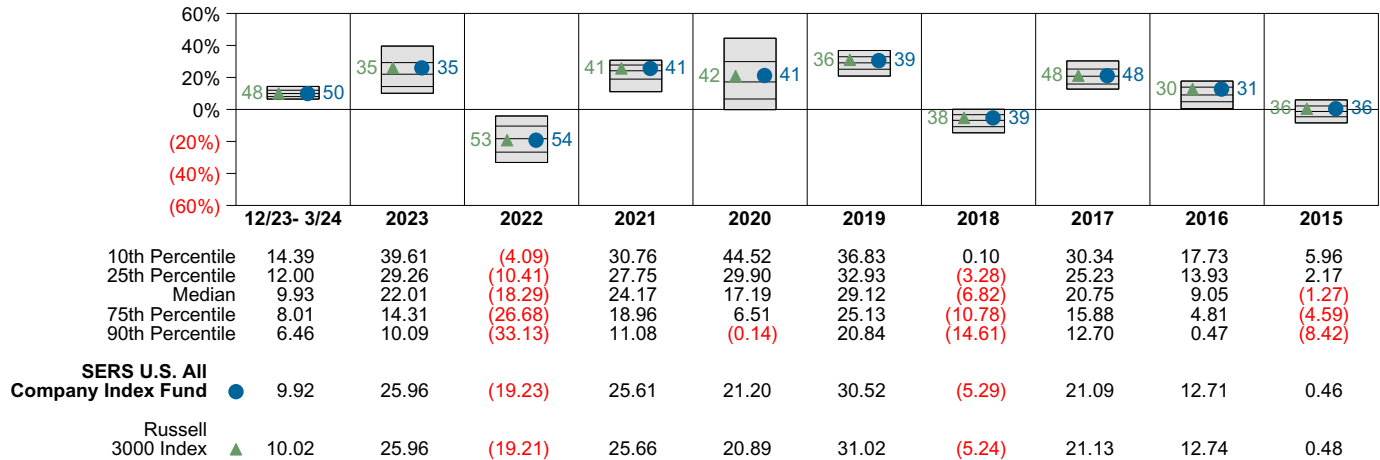 60%
40%
20%
0%
(20%)
(40%)
(60%)
48 50
35 35
53 54
41 41
42 41
36 39
38 39
48 48
30 31
36 36
12/23- 3/24 2023 2022 2021 2020 2019 2018 2017 2016 2015
10th Percentile 14.39 39.61 (4.09) 30.76 44.52 36.83 0.10 30.34 17.73 5.96
25th Percentile 12.00 29.26 (10.41) 27.75 29.90 32.93 (3.28) 25.23 13.93 2.17
Median 9.93 22.01 (18.29) 24.17 17.19 29.12 (6.82) 20.75 9.05 (1.27)
75th Percentile 8.01 14.31 (26.68) 18.96 6.51 25.13 (10.78) 15.88 4.81 (4.59)
90th Percentile 6.46 10.09 (33.13) 11.08 (0.14) 20.84 (14.61) 12.70 0.47 (8.42)
SERS U.S. All
Company Index Fund 9.92 25.96 (19.23) 25.61 21.20 30.52 (5.29) 21.09 12.71 0.46
Russell
3000 Index 10.02 25.96 (19.21) 25.66 20.89 31.02 (5.24) 21.13 12.74 0.48